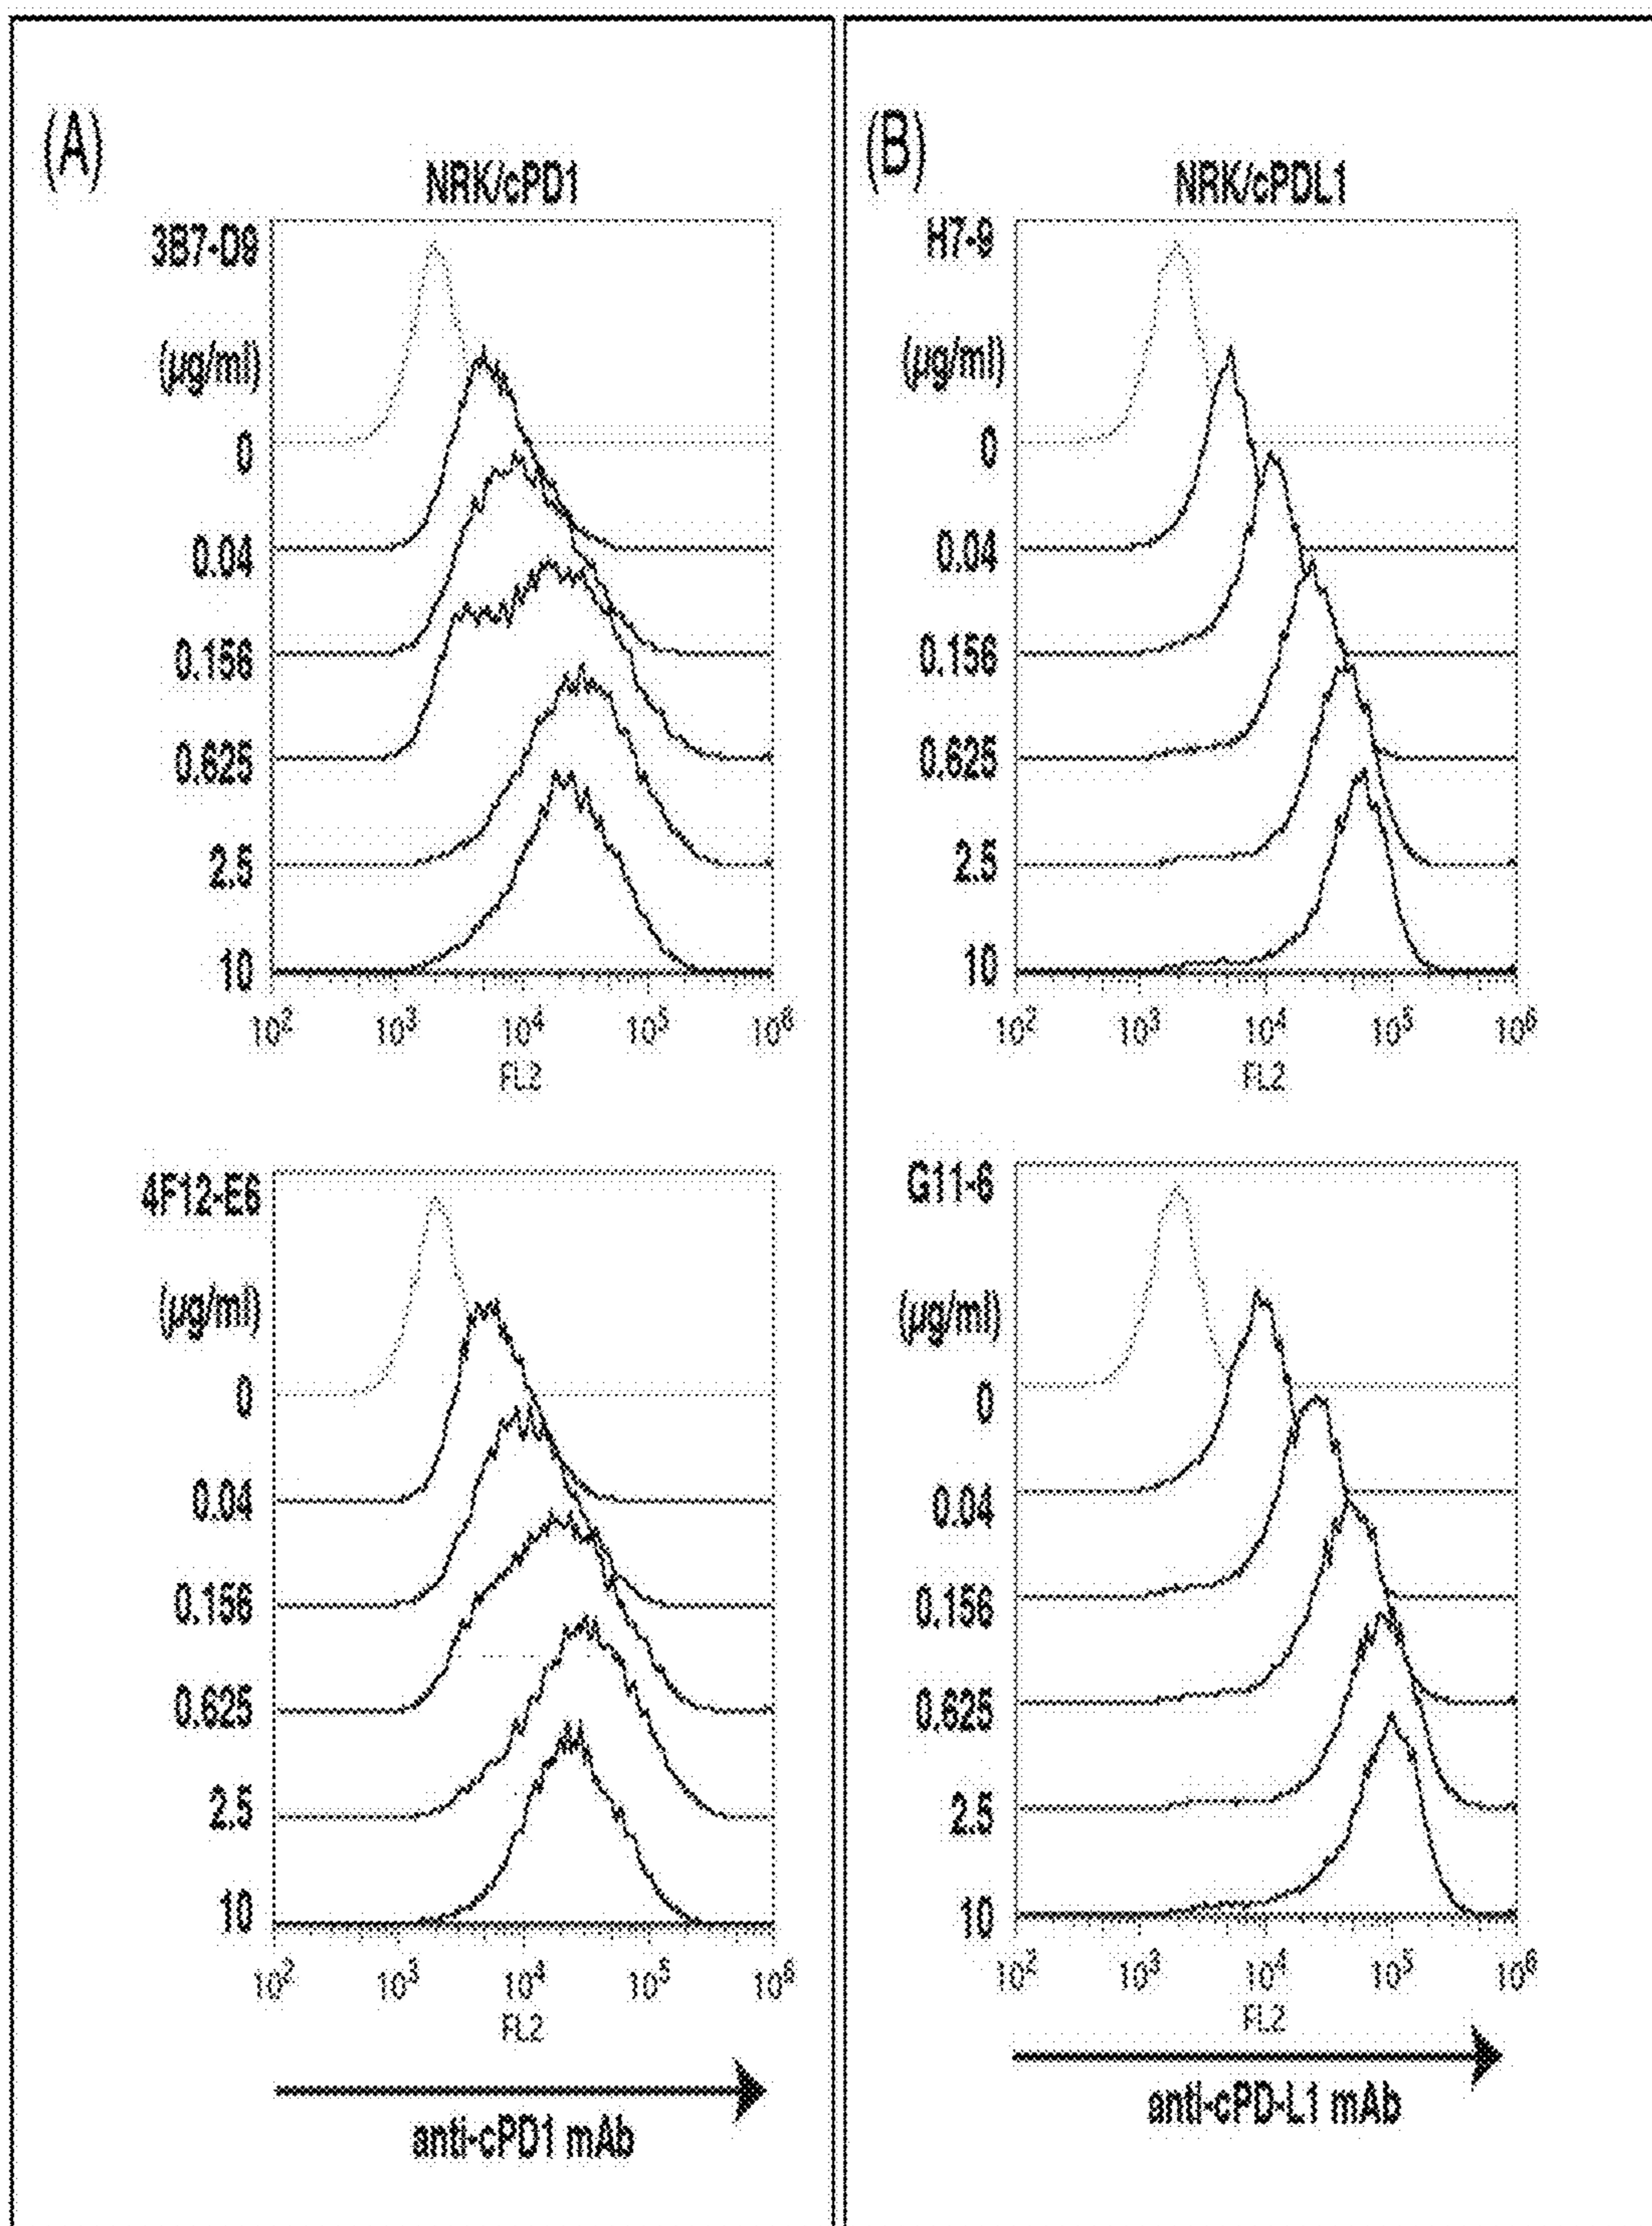 (A)
NRK/cPD1
3B7-D9
(µg/ml)
0
0.04
0.156
0.625
2.5
10
10² 10³ 10⁴ 10⁵ 10⁶
FL2
4F12-E6
(µg/ml)
0
0.04
0.156
0.625
2.5
10
10² 10³ 10⁴ 10⁵ 10⁶
FL2
anti-cPD1 mAb
(B)
NRK/cPDL1
H7-9
(µg/ml)
0
0.04
0.156
0.625
2.5
10
10² 10³ 10⁴ 10⁵ 10⁶
FL2
G11-6
(µg/ml)
0
0.04
0.156
0.625
2.5
10
10² 10³ 10⁴ 10⁵ 10⁶
FL2
anti-cPD-L1 mAb